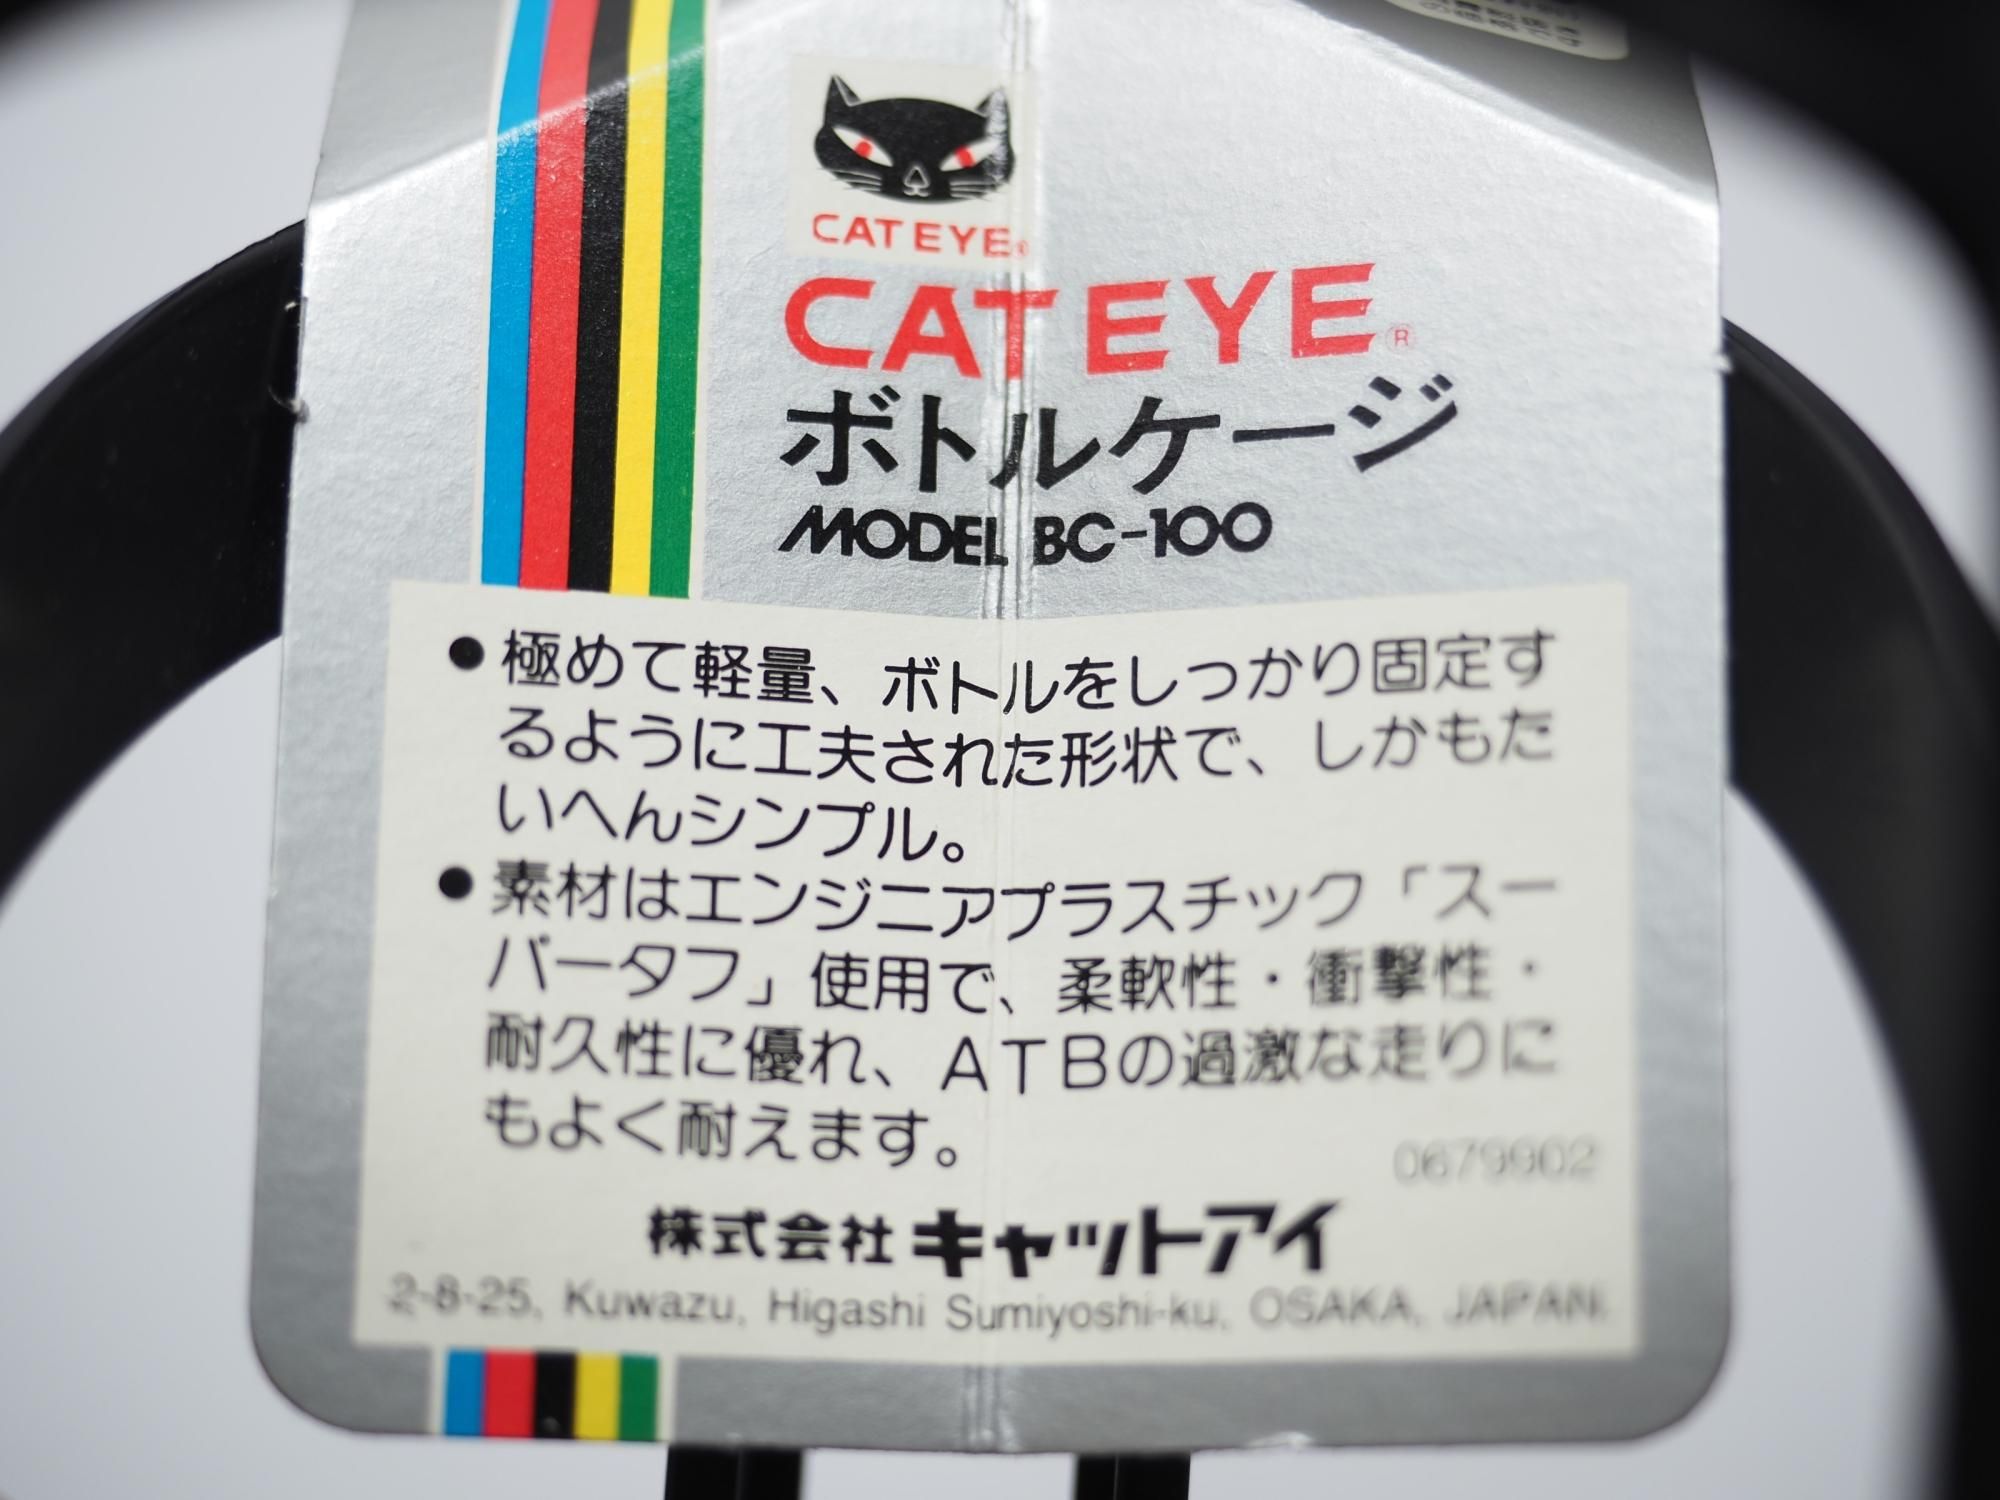 CATEYE®
CATEYE®
ボトルケージ
MODEL BC-100
●極めて軽量、ボトルをしっかり固定す
るように工夫された形状で、しかもた
いへんシンプル。
●素材はエンジニアプラスチック「スー
パータフ」使用で、柔軟性・衝撃性・
耐久性に優れ、ATBの過激な走りに
もよく耐えます。
0679902
株式会社キャットアイ
2-8-25, Kuwazu, Higashi Sumiyoshi-ku, OSAKA, JAPAN.